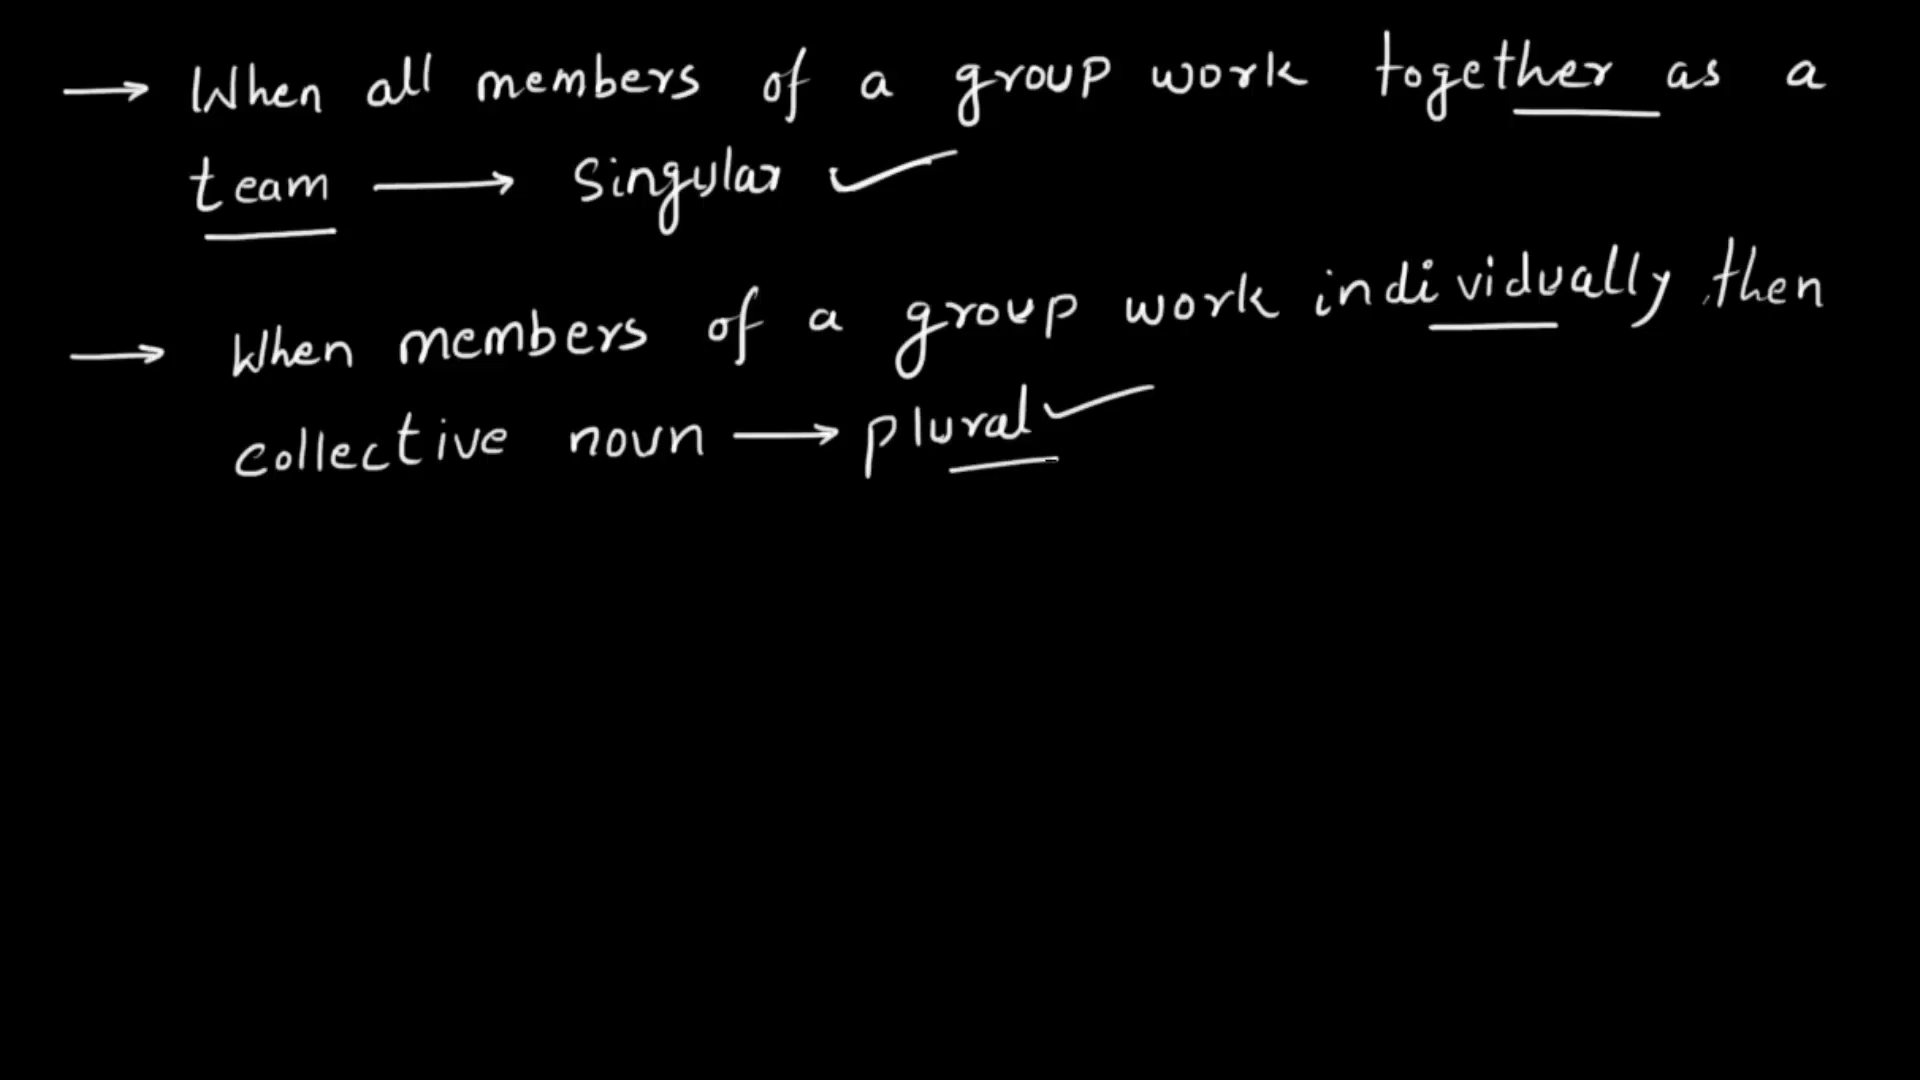 → When all members of a group work together as a
team → Singular ✓
→ When members of a group work individually then
collective noun → plural ✓